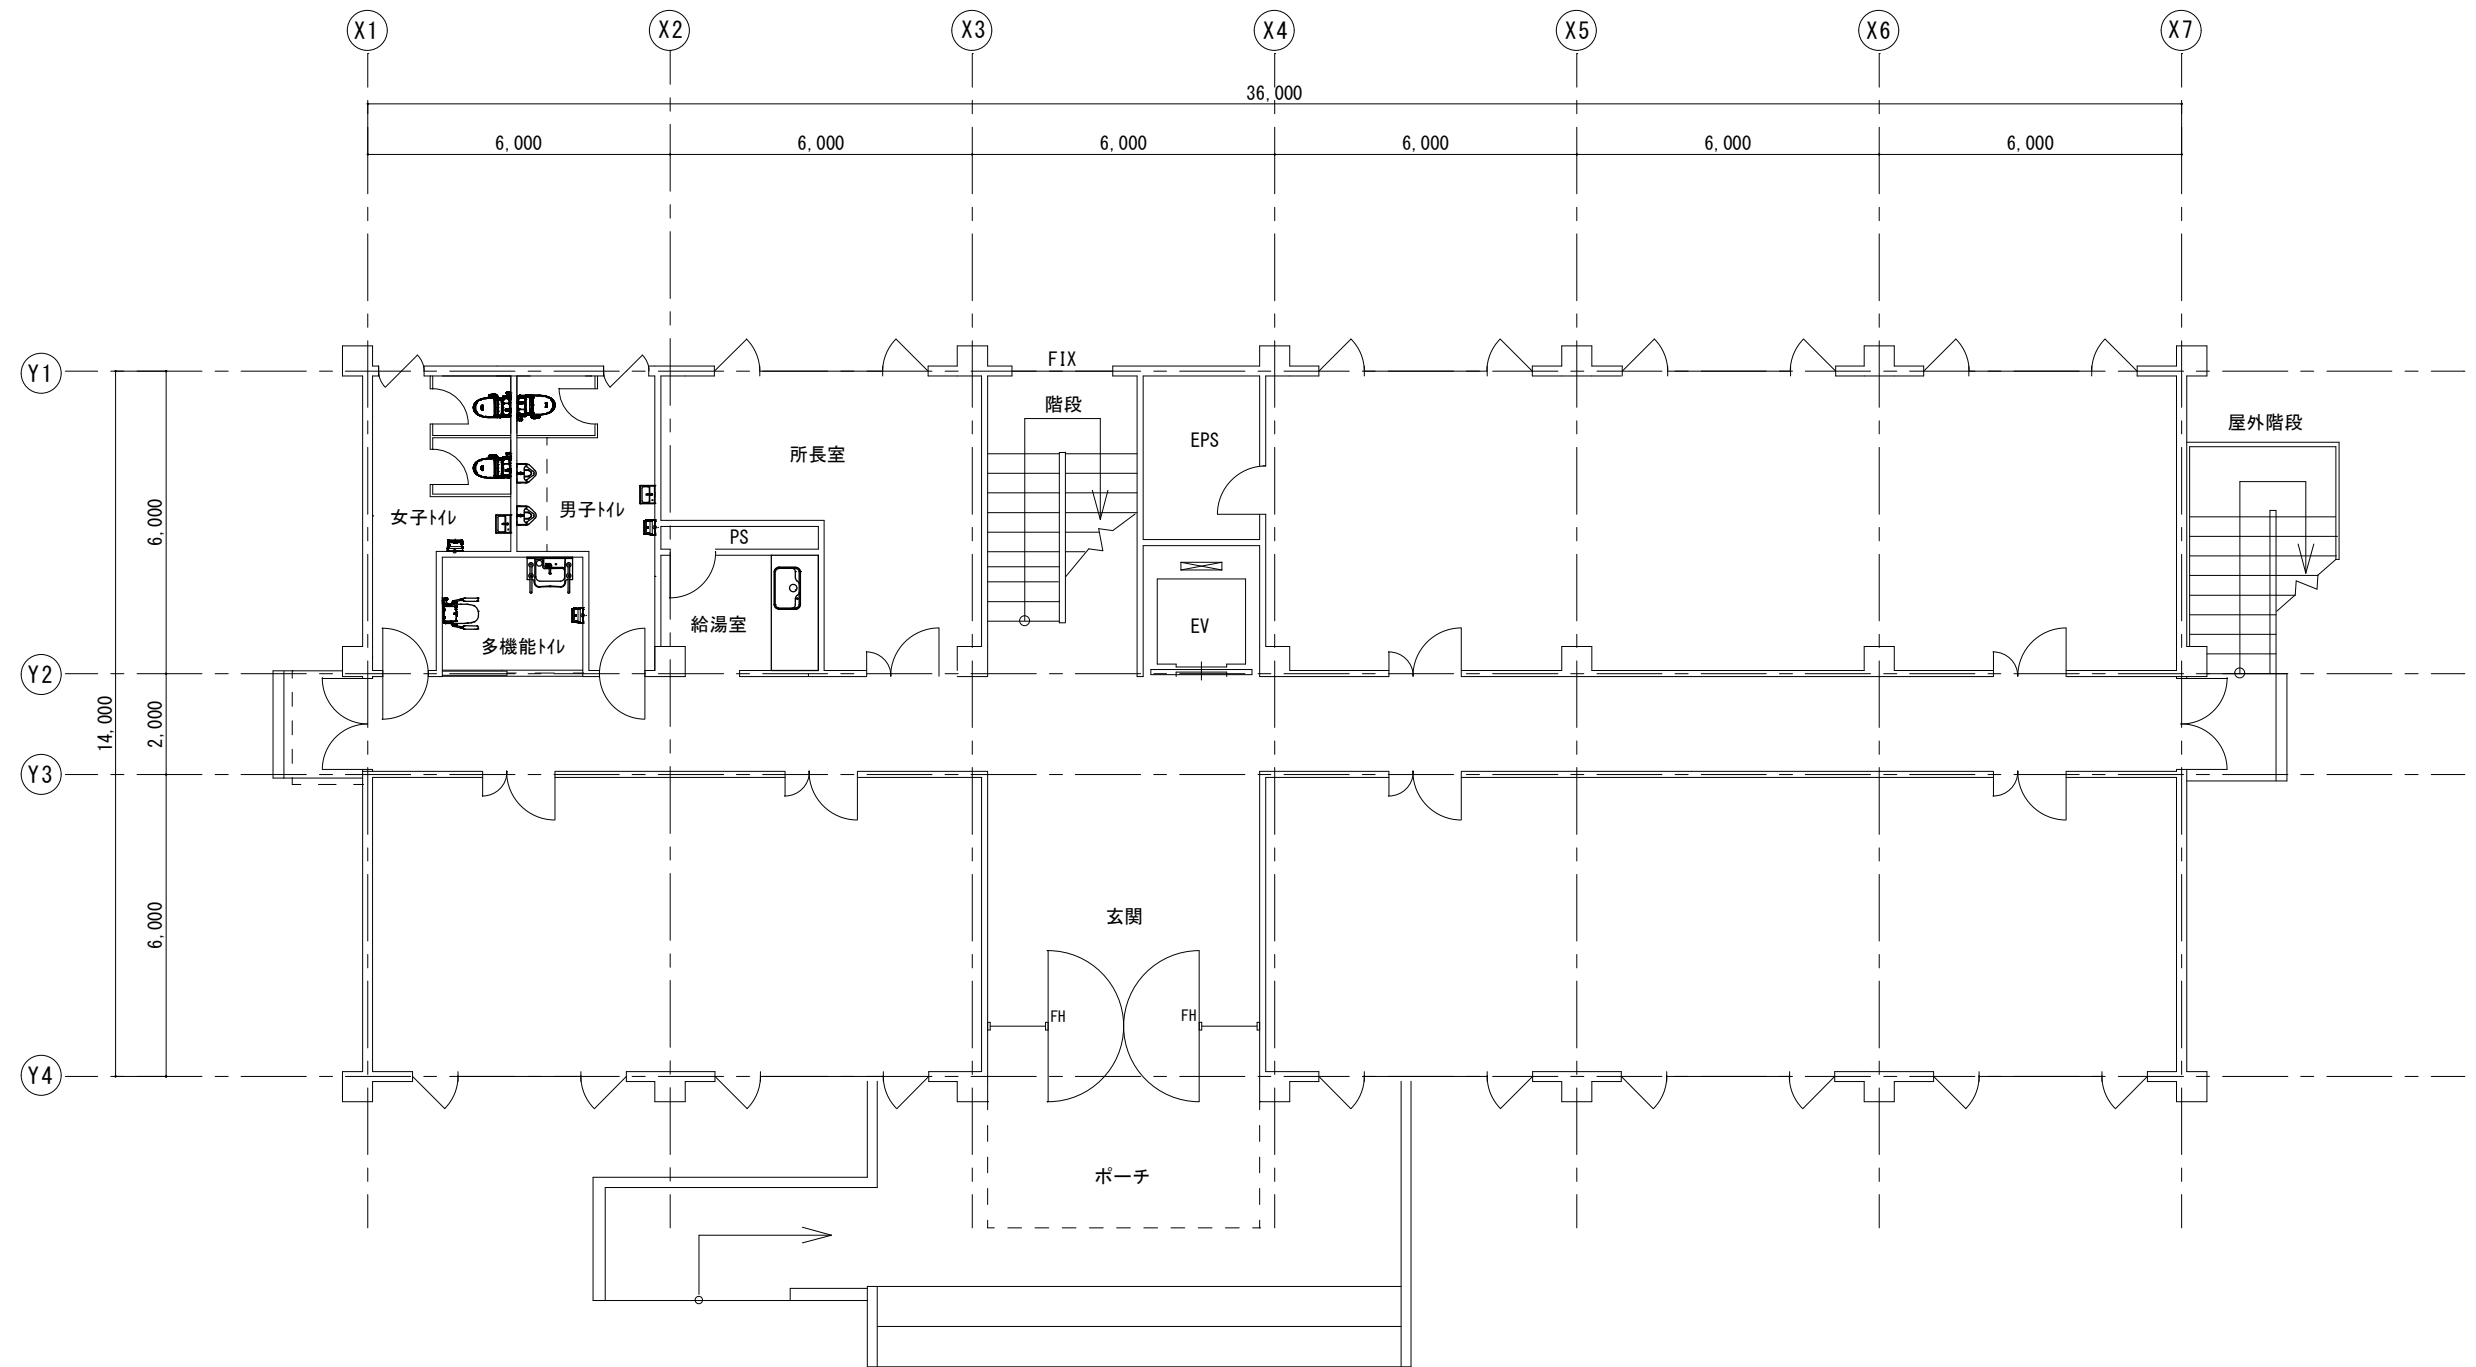 X1
X2
X3
X4
X5
X6
X7
36,000
6,000
6,000
6,000
6,000
6,000
6,000
Y1
FIX
階段
屋外階段
EPS
所長室
女子ﾄｲﾚ
男子ﾄｲﾚ
6,000
PS
給湯室
EV
多機能ﾄｲﾚ
Y2
14,000
2,000
Y3
6,000
玄関
FH
FH
Y4
ポーチ